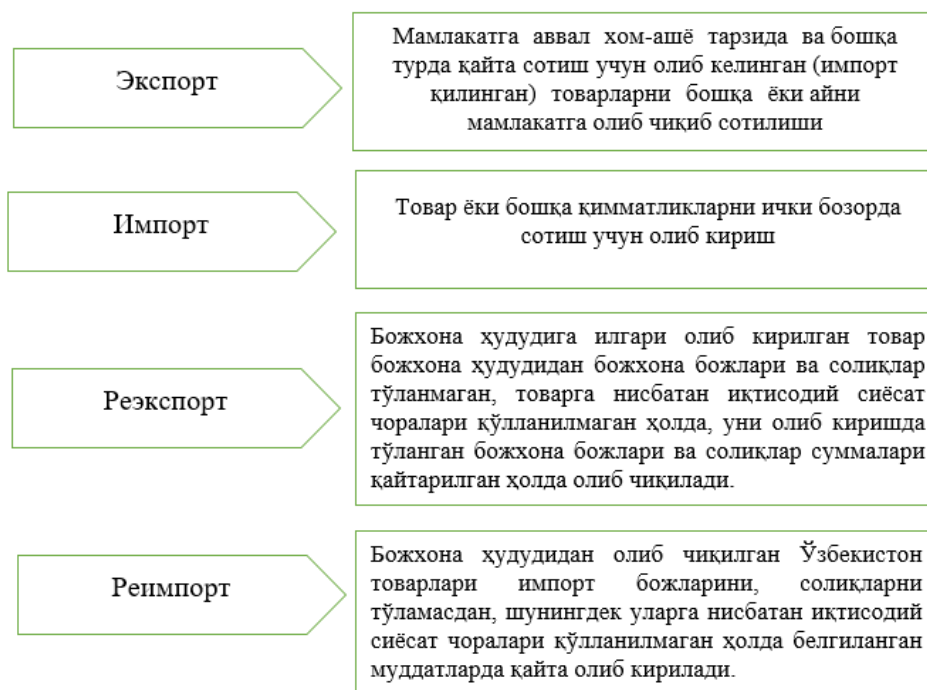 Экспорт
Мамлакатга аввал хом-ашё тарзида ва бошқа
турда қайта сотиш учун олиб келинган (импорт
қилинган) товарларни бошқа ёки айни
мамлакатга олиб чиқиб сотилиши
Импорт
Товар ёки бошқа қимматликларни ички бозорда
сотиш учун олиб кириш
Реэкспорт
Божхона ҳудудига илгари олиб кирилган товар
божхона ҳудудидан божхона божлари ва солиқлар
тўланмаган, товарга нисбатан иқтисодий сиёсат
чоралари қўлланилмаган ҳолда, уни олиб киришда
тўланган божхона божлари ва солиқлар суммалари
қайтарилган ҳолда олиб чиқилади.
Реимпорт
Божхона ҳудудидан олиб чиқилган Ўзбекистон
товарлари импорт божларини, солиқларни
тўламасдан, шунингдек уларга нисбатан иқтисодий
сиёсат чоралари қўлланилмаган ҳолда белгиланган
муддатларда қайта олиб кирилади.